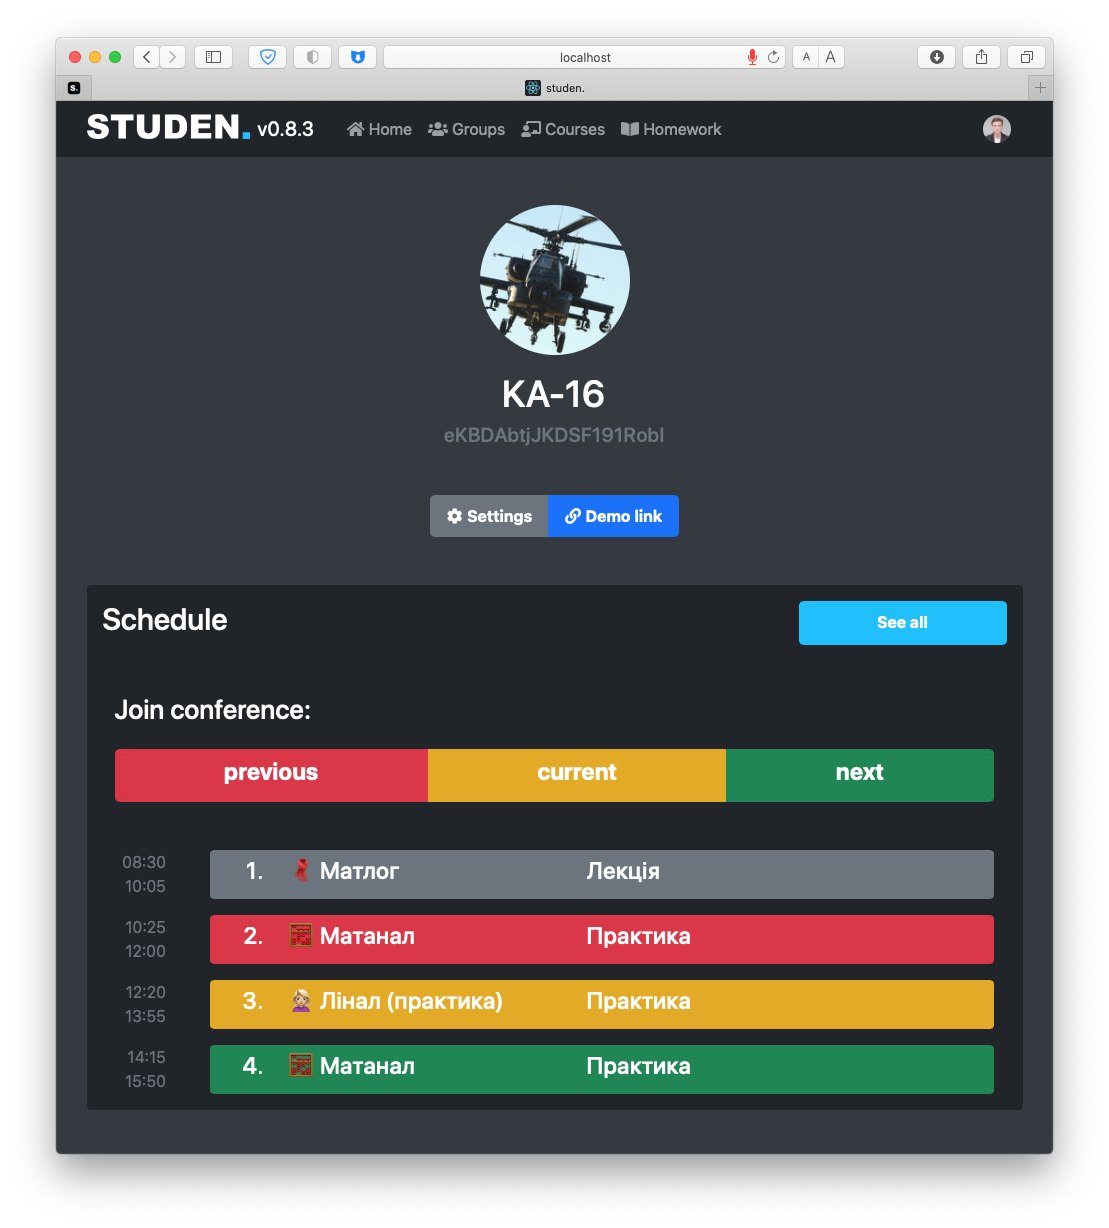 localhost
A A
S.
studen.
STUDEN. v0.8.3 Home Groups Courses Homework
KA-16
eKBDAbtjJKDSF191Robl
Settings Demo link
Schedule See all
Join conference:
previous current next
08:30
10:05
1. Матлог Лекція
10:25
12:00
2. Матанал Практика
12:20
13:55
3. Лінал (практика) Практика
14:15
15:50
4. Матанал Практика